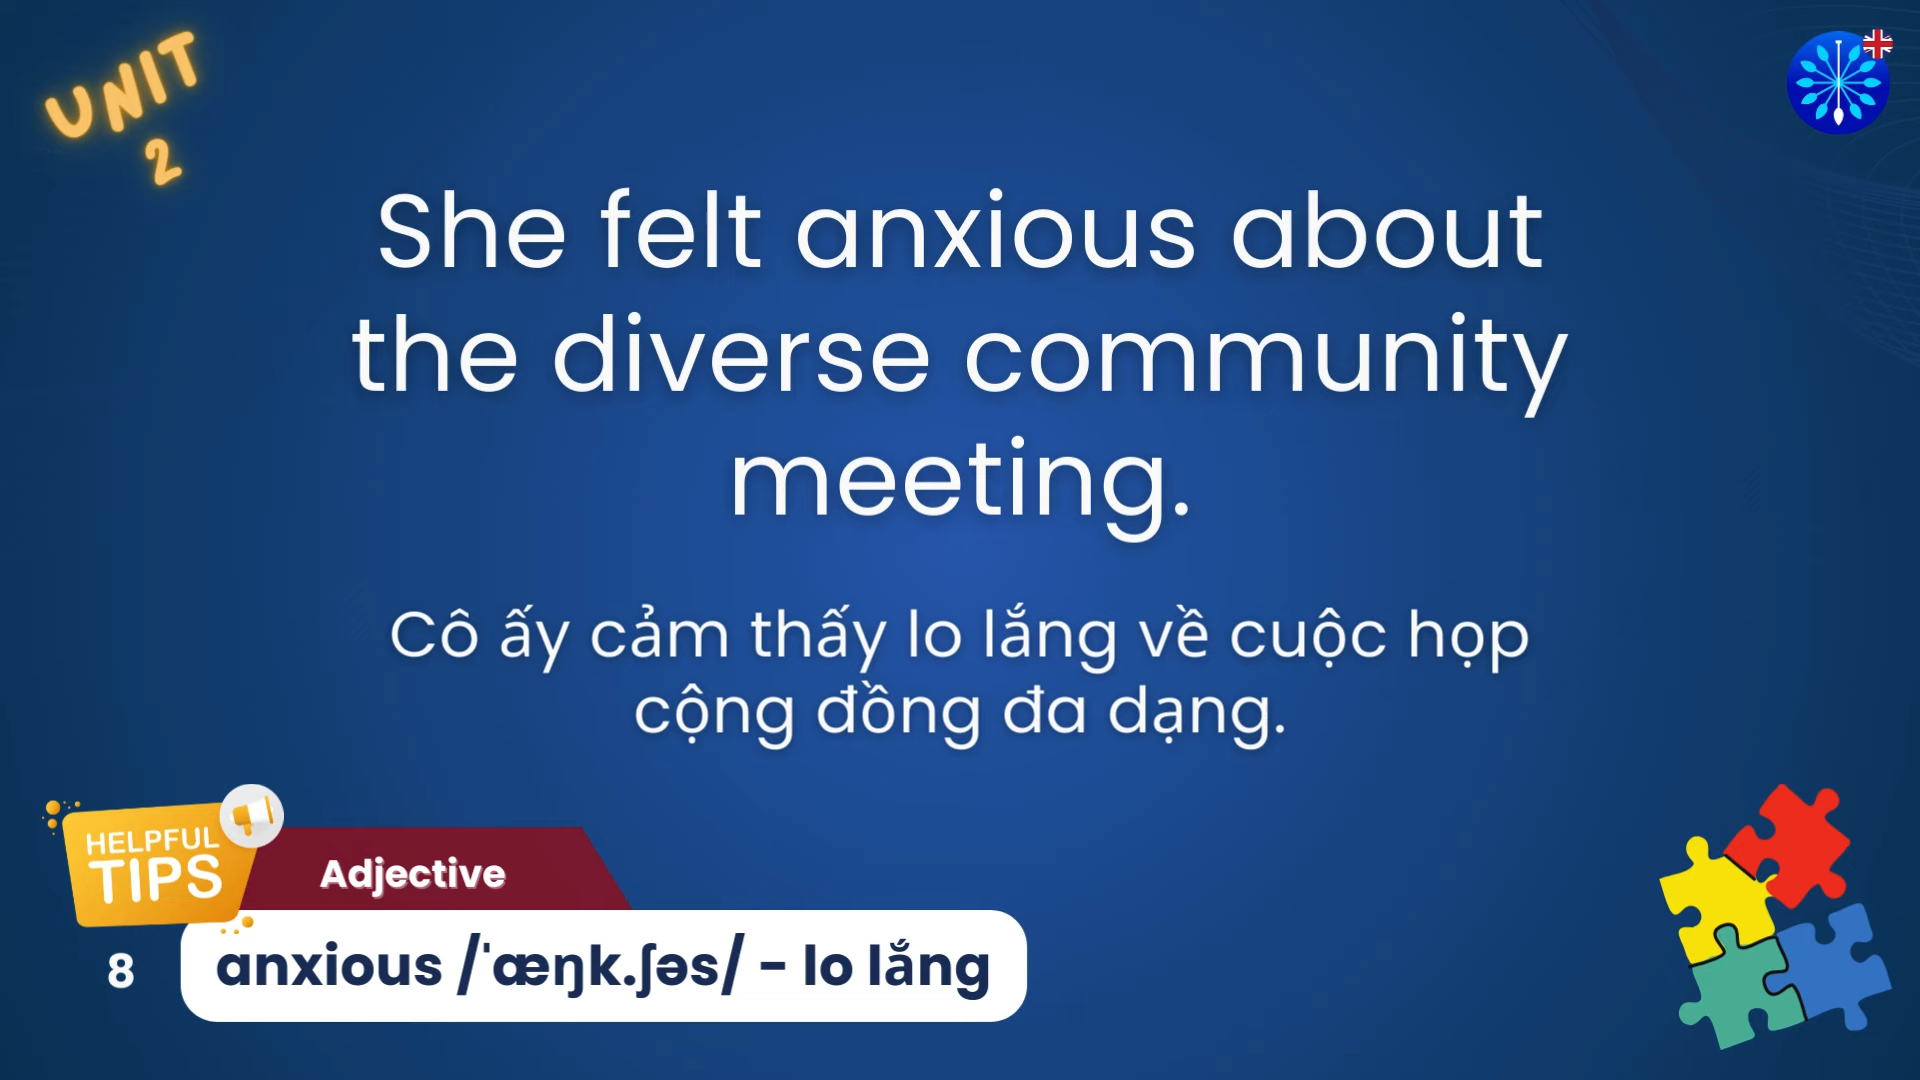 UNIT
2
She felt anxious about
the diverse community
meeting.
Cô ấy cảm thấy lo lắng về cuộc họp
cộng đồng đa dạng.
HELPFUL
TIPS
Adjective
8
anxious /ˈæŋk.ʃəs/ - lo lắng